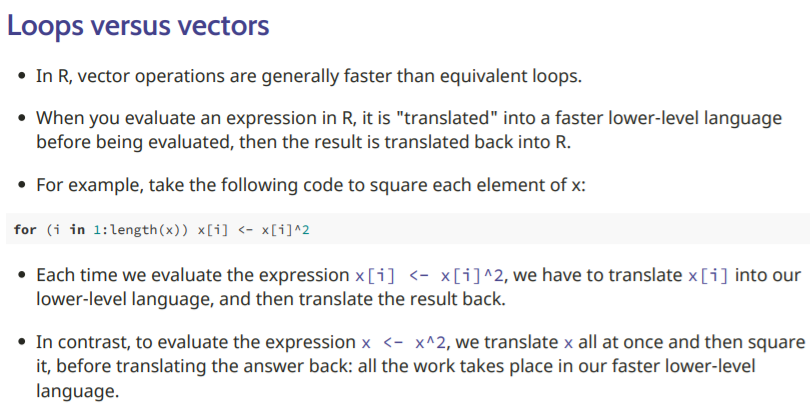 Loops versus vectors
• In R, vector operations are generally faster than equivalent loops.
• When you evaluate an expression in R, it is "translated" into a faster lower-level language
before being evaluated, then the result is translated back into R.
• For example, take the following code to square each element of x:
for (i in 1:length(x)) x[i] <- x[i]^2
• Each time we evaluate the expression x[i] <- x[i]^2, we have to translate x[i] into our
lower-level language, and then translate the result back.
• In contrast, to evaluate the expression x <- x^2, we translate x all at once and then square
it, before translating the answer back: all the work takes place in our faster lower-level
language.